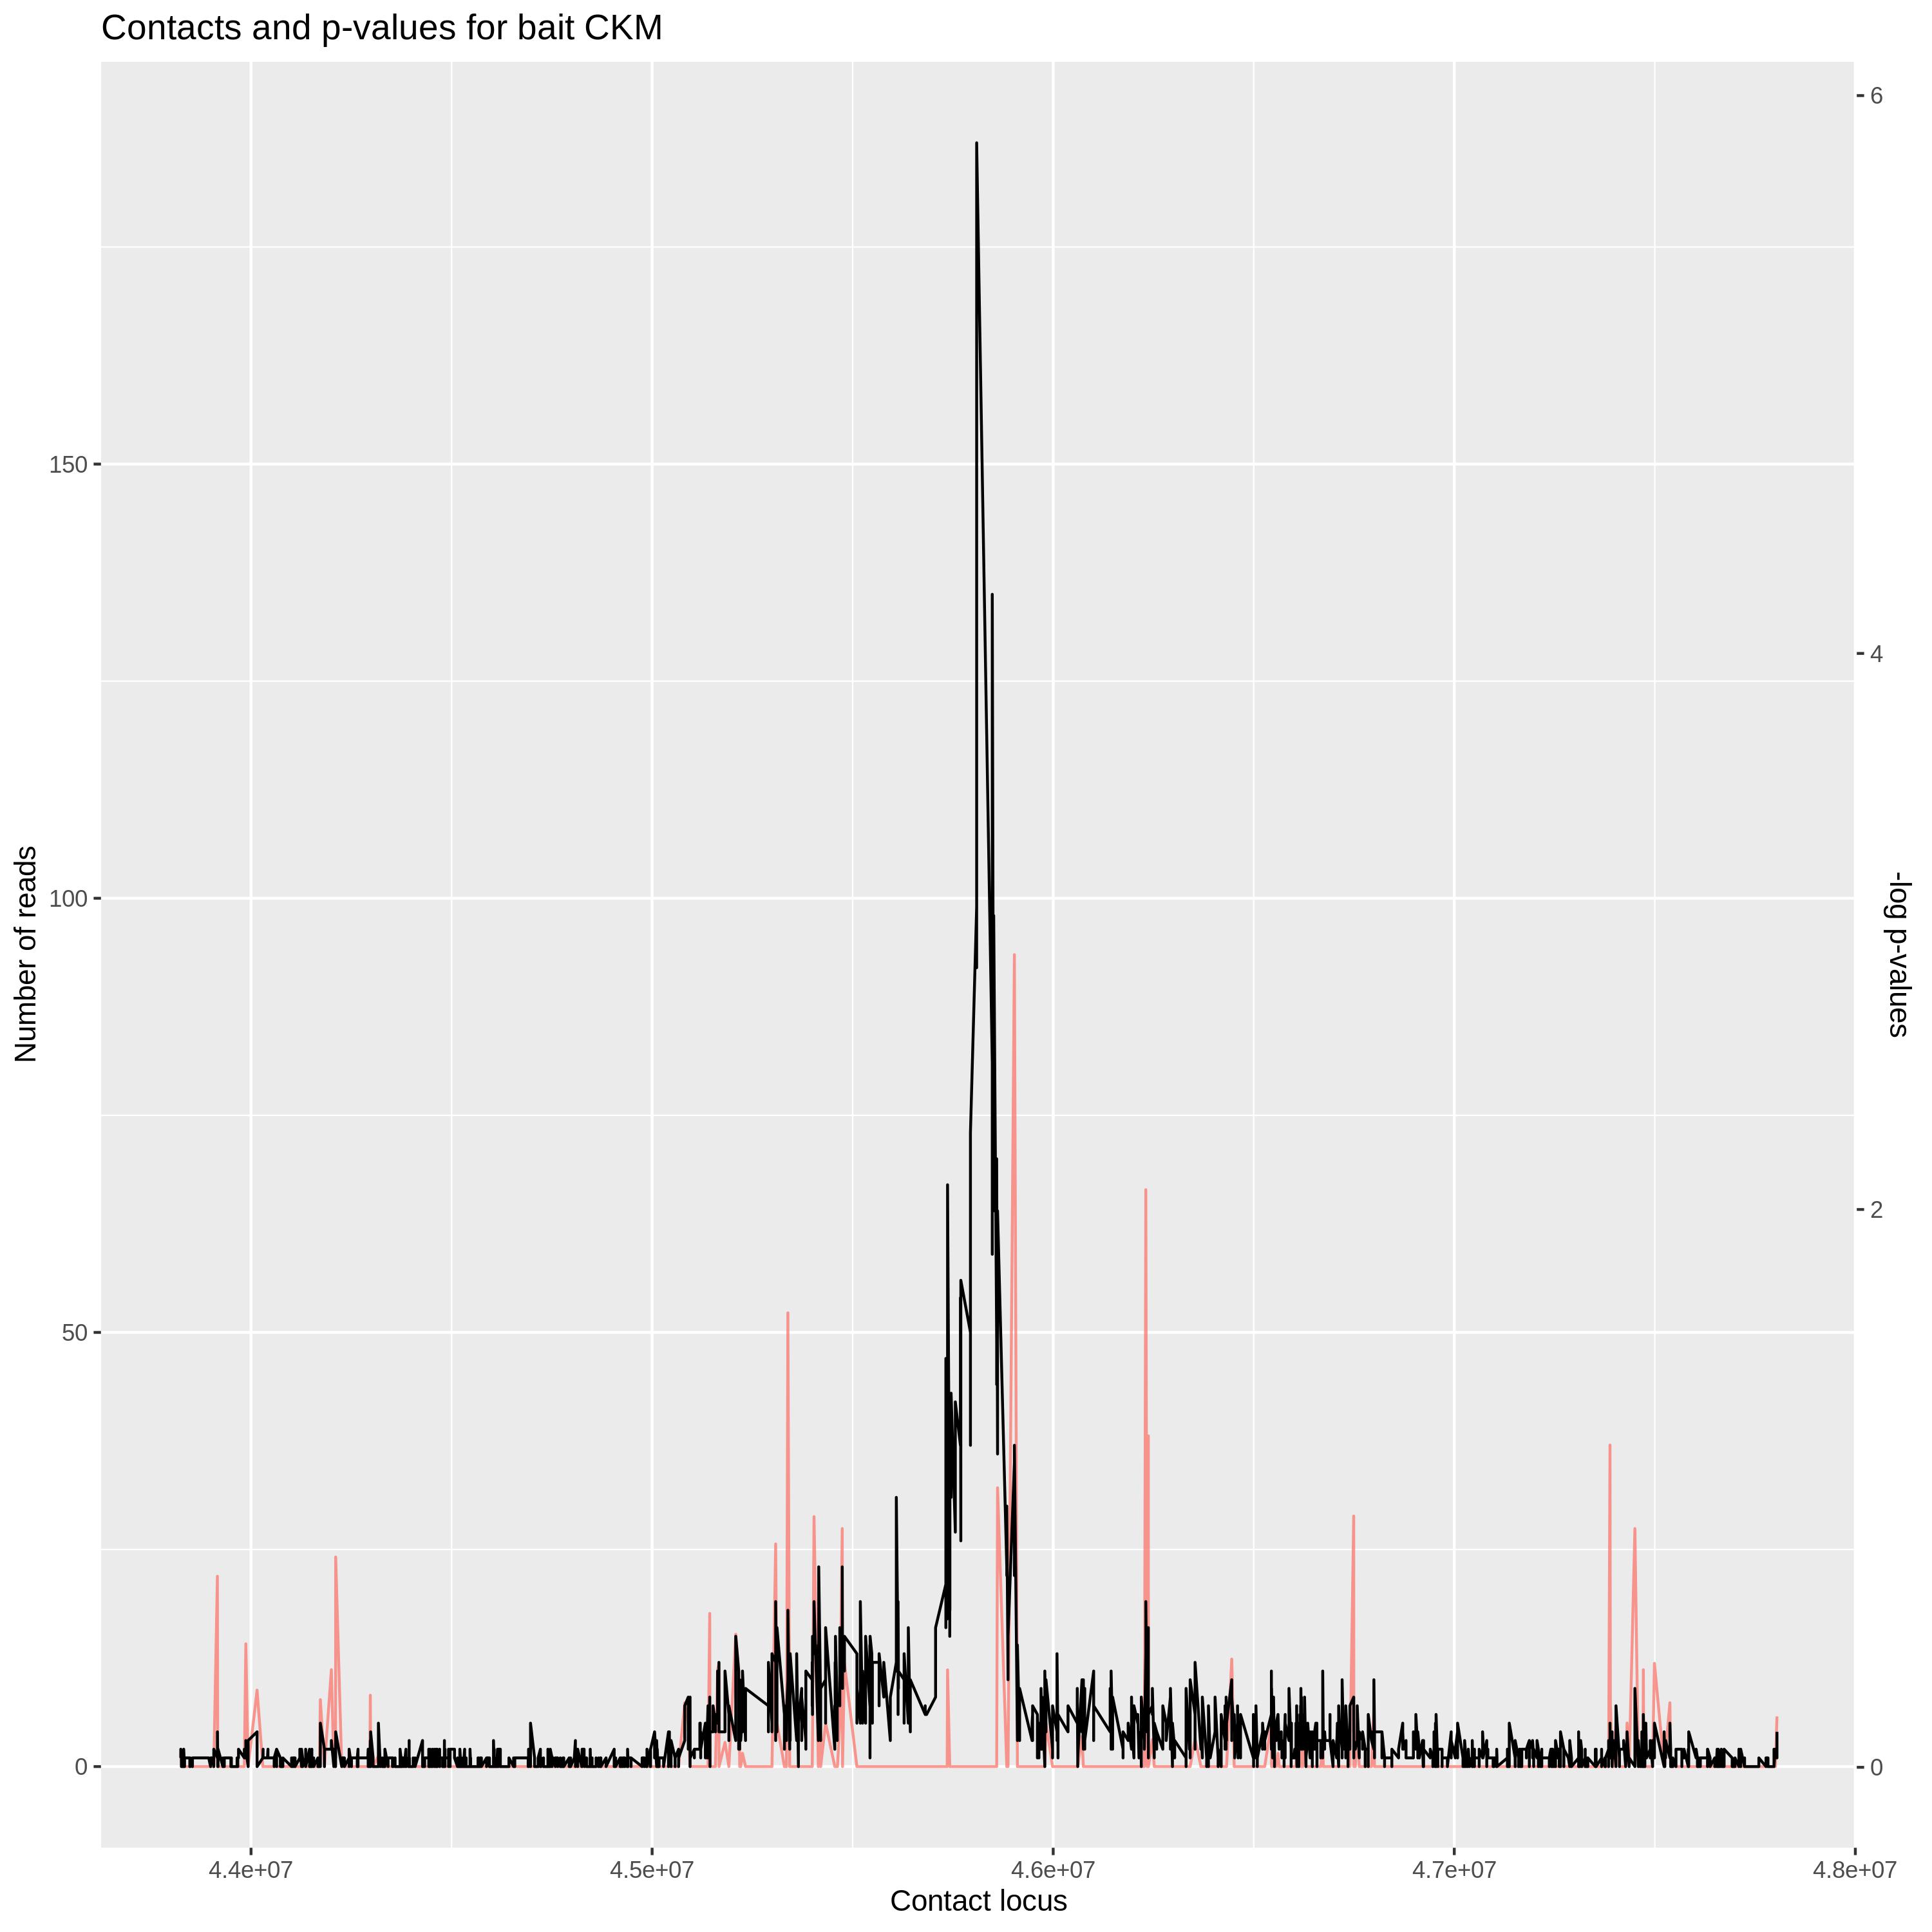 Contacts and p-values for bait CKM
6
150
4
Number of reads
100
-log p-values
2
50
0
0
4.4e+07 4.5e+07 4.6e+07 4.7e+07 4.8e+07
Contact locus